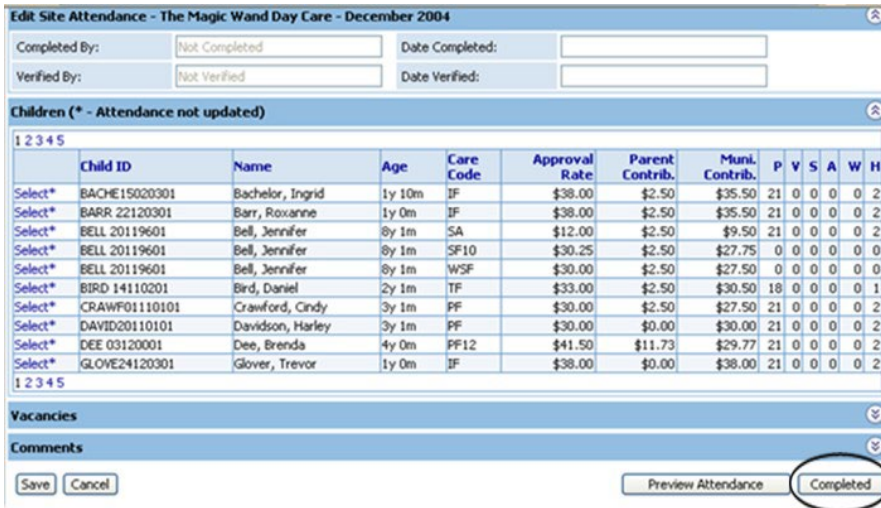 Edit Site Attendance - The Magic Wand Day Care - December 2004
Completed By: Not Completed Date Completed:
Verified By: Not Verified Date Verified:
Children (* - Attendance not updated)
1 2 3 4 5
Child ID Name Age Care Code Approval Rate Parent Contrib. Muni. Contrib. P V S A W H
Select* BACHE15020301 Bachelor, Ingrid 1y 10m IF $38.00 $2.50 $35.50 21 0 0 0 0 2
Select* BARR 22120301 Barr, Roxanne 1y 0m IF $38.00 $2.50 $35.50 21 0 0 0 0 2
Select* BELL 20119601 Bell, Jennifer 8y 1m SA $12.00 $2.50 $9.50 21 0 0 0 0 2
Select* BELL 20119601 Bell, Jennifer 8y 1m SF10 $30.25 $2.50 $27.75 0 0 0 0 0 0
Select* BELL 20119601 Bell, Jennifer 8y 1m WSF $30.00 $2.50 $27.50 0 0 0 0 0 0
Select* BIRD 14110201 Bird, Daniel 2y 1m TF $33.00 $2.50 $30.50 18 0 0 0 0 1
Select* CRAWF01110101 Crawford, Cindy 3y 1m PF $30.00 $2.50 $27.50 21 0 0 0 0 2
Select* DAVID20110101 Davidson, Harley 3y 1m PF $30.00 $0.00 $30.00 21 0 0 0 0 2
Select* DEE 03120001 Dee, Brenda 4y 0m PF12 $41.50 $11.73 $29.77 21 0 0 0 0 2
Select* GLOVE24120301 Glover, Trevor 1y 0m IF $38.00 $0.00 $38.00 21 0 0 0 0 2
1 2 3 4 5
Vacancies
Comments
Save Cancel Preview Attendance Completed